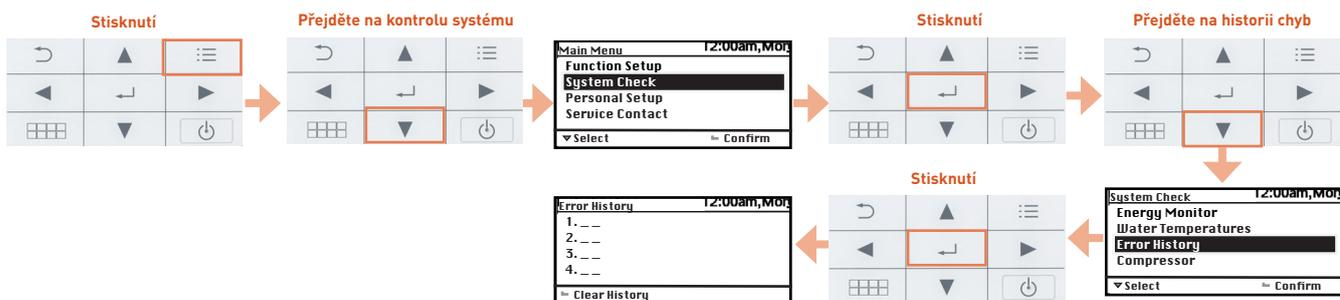 Stisknutí
Přejděte na kontrolu systému
Main Menu 12:00am,Mon
Function Setup
System Check
Personal Setup
Service Contact
Select Confirm
Stisknutí
Přejděte na historii chyb
System Check 12:00am,Mon
Energy Monitor
Water Temperatures
Error History
Compressor
Select Confirm
Stisknutí
Error History 12:00am,Mon
1. _ _
2. _ _
3. _ _
4. _ _
Clear History